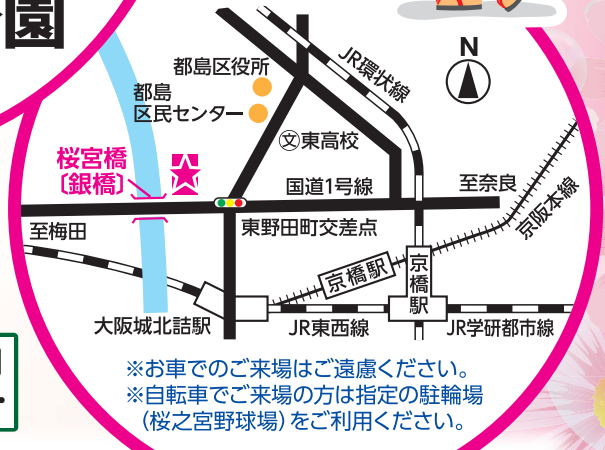 園
N
JR環状線
都島区役所
都島
区民センター
文東高校
桜宮橋
〔銀橋〕
国道1号線
至奈良
至梅田
東野田町交差点
京阪本線
京橋駅
京橋駅
大阪城北詰駅
JR東西線
JR学研都市線
※お車でのご来場はご遠慮ください。
※自転車でご来場の方は指定の駐輪場
（桜之宮野球場）をご利用ください。